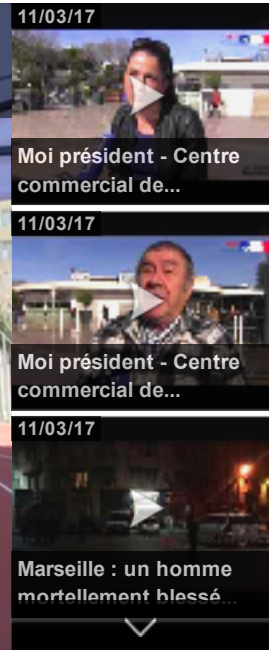 11/03/17
Moi président - Centre
commercial de...
11/03/17
Moi président - Centre
commercial de...
11/03/17
Marseille : un homme
mortellement blessé...